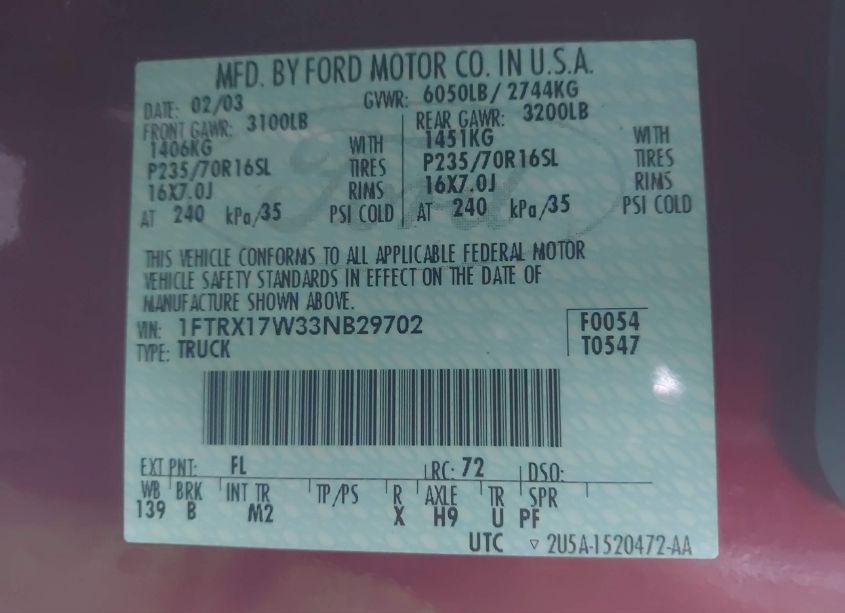 MFD. BY FORD MOTOR CO. IN U.S.A.
DATE: 02/03 GVWR: 6050LB/ 2744KG
FRONT GAWR: 3100LB REAR GAWR: 3200LB
1406KG WITH 1451KG WITH
P235/70R16SL TIRES P235/70R16SL TIRES
16X7.0J RIMS 16X7.0J RIMS
AT 240 kPa/35 PSI COLD AT 240 kPa/35 PSI COLD
THIS VEHICLE CONFORMS TO ALL APPLICABLE FEDERAL MOTOR
VEHICLE SAFETY STANDARDS IN EFFECT ON THE DATE OF
MANUFACTURE SHOWN ABOVE.
VIN: 1FTRX17W33NB29702 F0054
TYPE: TRUCK T0547
EXT PNT: FL RC: 72 DSO:
WB BRK INT TR TP/PS R AXLE TR SPR
139 B M2 X H9 U PF
UTC ▽ 2U5A-1520472-AA